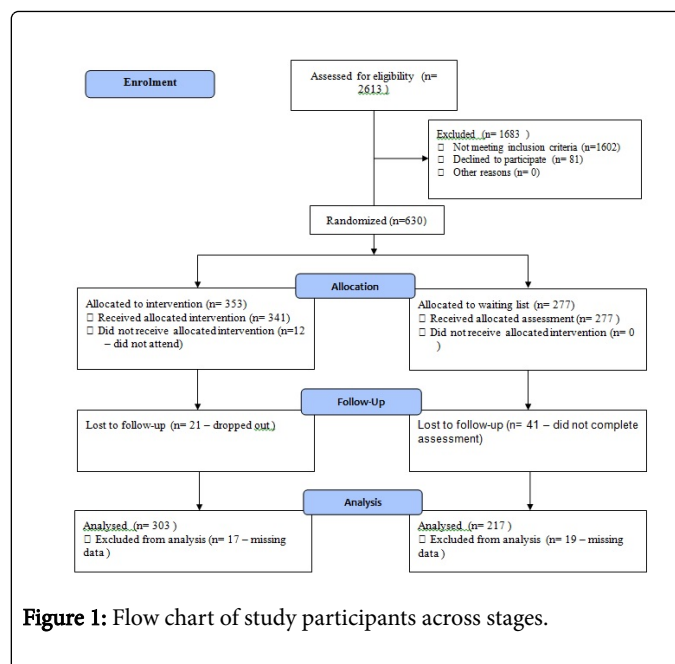 Enrolment
Assessed for eligibility (n=
2613 )
Excluded (n= 1683 )
▯ Not meeting inclusion criteria (n=1602)
▯ Declined to participate (n= 81)
▯ Other reasons (n= 0)
Randomized (n=630)
Allocation
Allocated to intervention (n= 353)
▯ Received allocated intervention (n= 341)
▯ Did not receive allocated intervention (n=12
– did not attend)
Allocated to waiting list (n= 277)
▯ Received allocated assessment (n= 277)
▯ Did not receive allocated intervention (n= 0
)
Follow-Up
Lost to follow-up (n= 21 – dropped out)
Lost to follow-up (n= 41 – did not complete
assessment)
Analysis
Analysed (n= 303 )
▯ Excluded from analysis (n= 17 – missing
data )
Analysed (n= 217 )
▯ Excluded from analysis (n= 19 – missing
data )
Figure 1: Flow chart of study participants across stages.